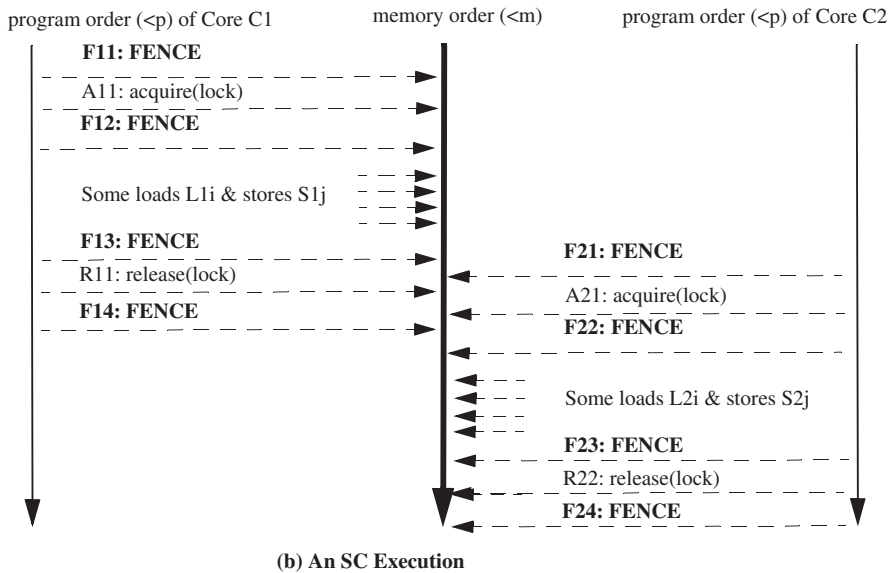 program order (<p) of Core C1
memory order (<m)
program order (<p) of Core C2
F11: FENCE
A11: acquire(lock)
F12: FENCE
Some loads L1i & stores S1j
F13: FENCE
R11: release(lock)
F14: FENCE
F21: FENCE
A21: acquire(lock)
F22: FENCE
Some loads L2i & stores S2j
F23: FENCE
R22: release(lock)
F24: FENCE
(b) An SC Execution